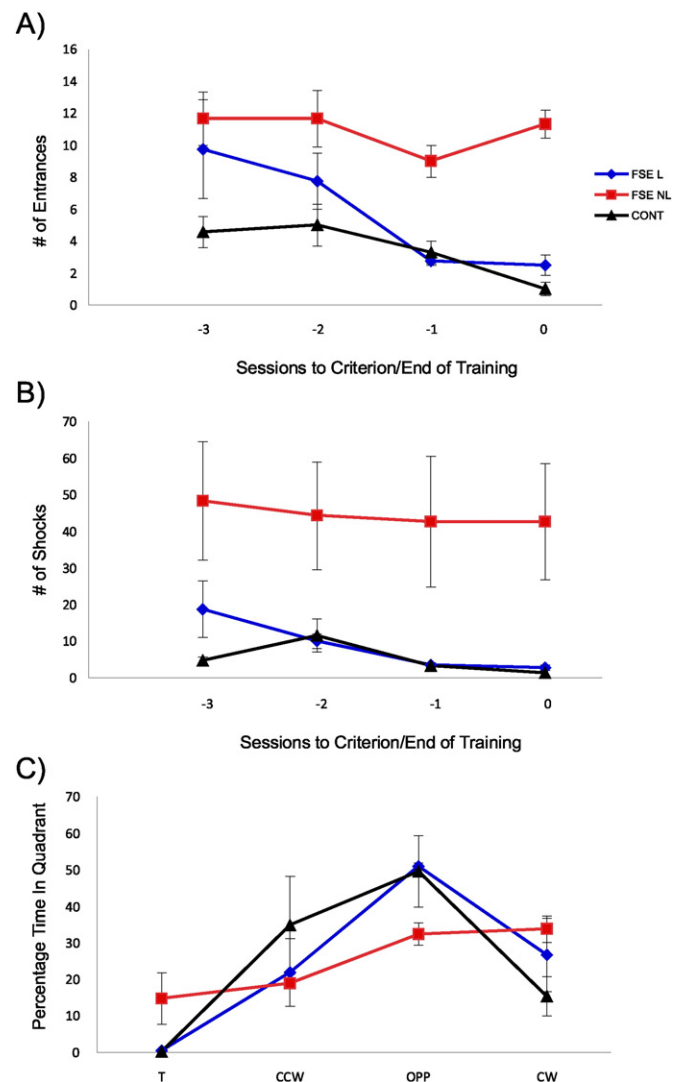 A)
16
14
12
10
8
6
4
2
0
# of Entrances
-3 -2 -1 0
Sessions to Criterion/End of Training
FSE L
FSE NL
CONT
B)
70
60
50
40
30
20
10
0
# of Shocks
-3 -2 -1 0
Sessions to Criterion/End of Training
C)
70
60
50
40
30
20
10
0
Percentage Time In Quadrant
T CCW OPP CW